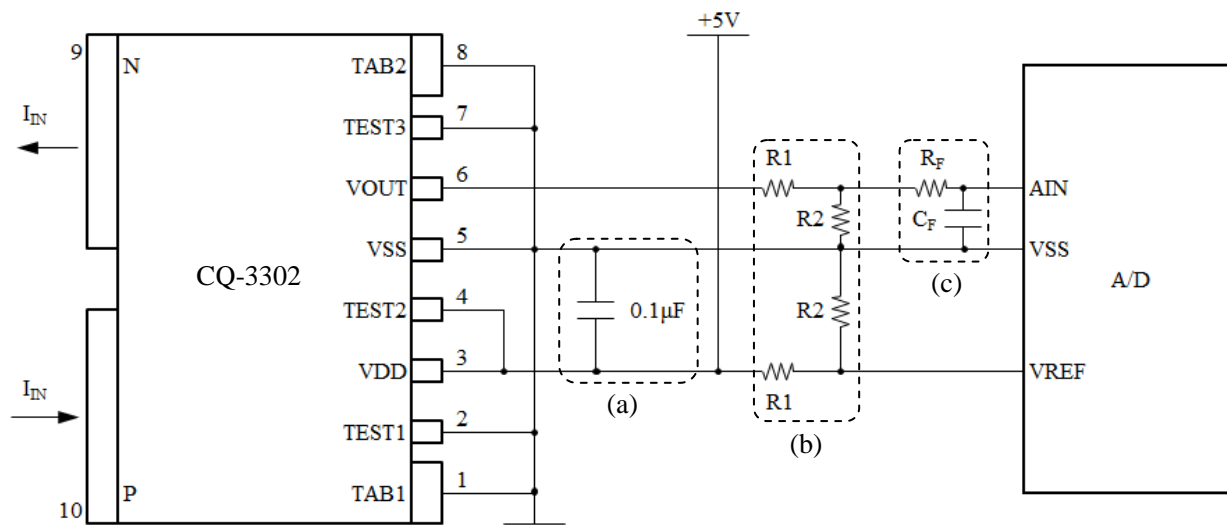 +5V
9
N
TAB2
8
I_IN
TEST3
7
R1
R_F
VOUT
6
AIN
R2
C_F
VSS
5
VSS
CQ-3302
(c)
A/D
TEST2
4
0.1μF
R2
VDD
3
VREF
I_IN
(a)
R1
TEST1
2
(b)
P
TAB1
1
10